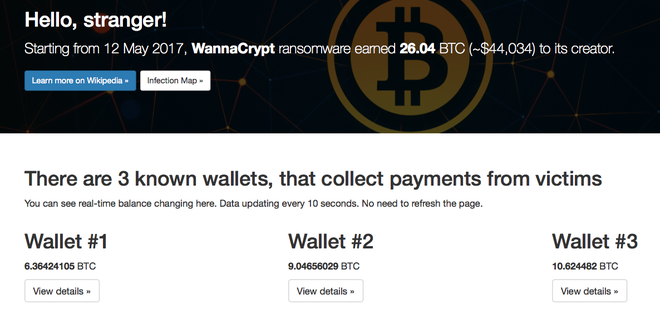 Hello, stranger!
Starting from 12 May 2017, WannaCrypt ransomware earned 26.04 BTC (~$44,034) to its creator.
Learn more on Wikipedia » Infection Map »
There are 3 known wallets, that collect payments from victims
You can see real-time balance changing here. Data updating every 10 seconds. No need to refresh the page.
Wallet #1 Wallet #2 Wallet #3
6.36424105 BTC 9.04656029 BTC 10.624482 BTC
View details » View details » View details »